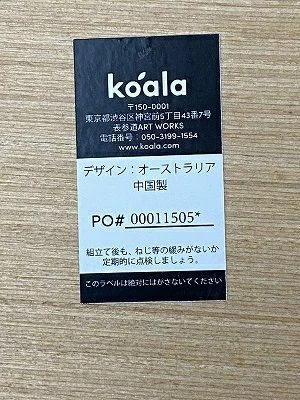 koala
〒150-0001
東京都渋谷区神宮前5丁目43番7号
表参道ART WORKS
電話番号：050-3199-1554
www.koala.com
デザイン：オーストラリア
中国製
PO# 00011505*
組立て後も、ねじ等の緩みがないか
定期的に点検しましょう。
このラベルは絶対にはがさないでください